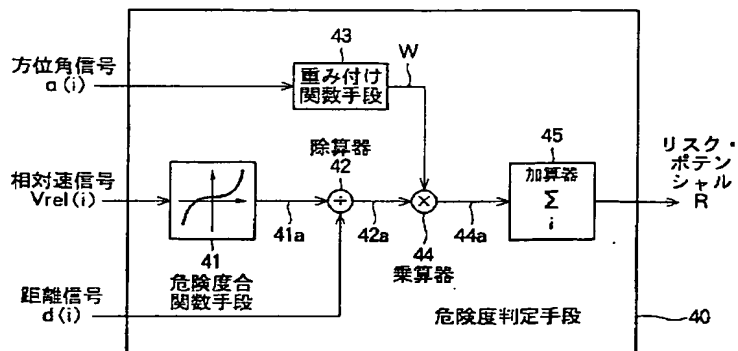 方位角信号
a(i)
43
重み付け
関数手段
W
相対速信号
Vrel(i)
41
危険度合
関数手段
41a
除算器
42
÷
42a
×
44
乗算器
44a
45
加算器
Σ
i
リスク・
ポテン
シャル
R
距離信号
d(i)
危険度判定手段
40